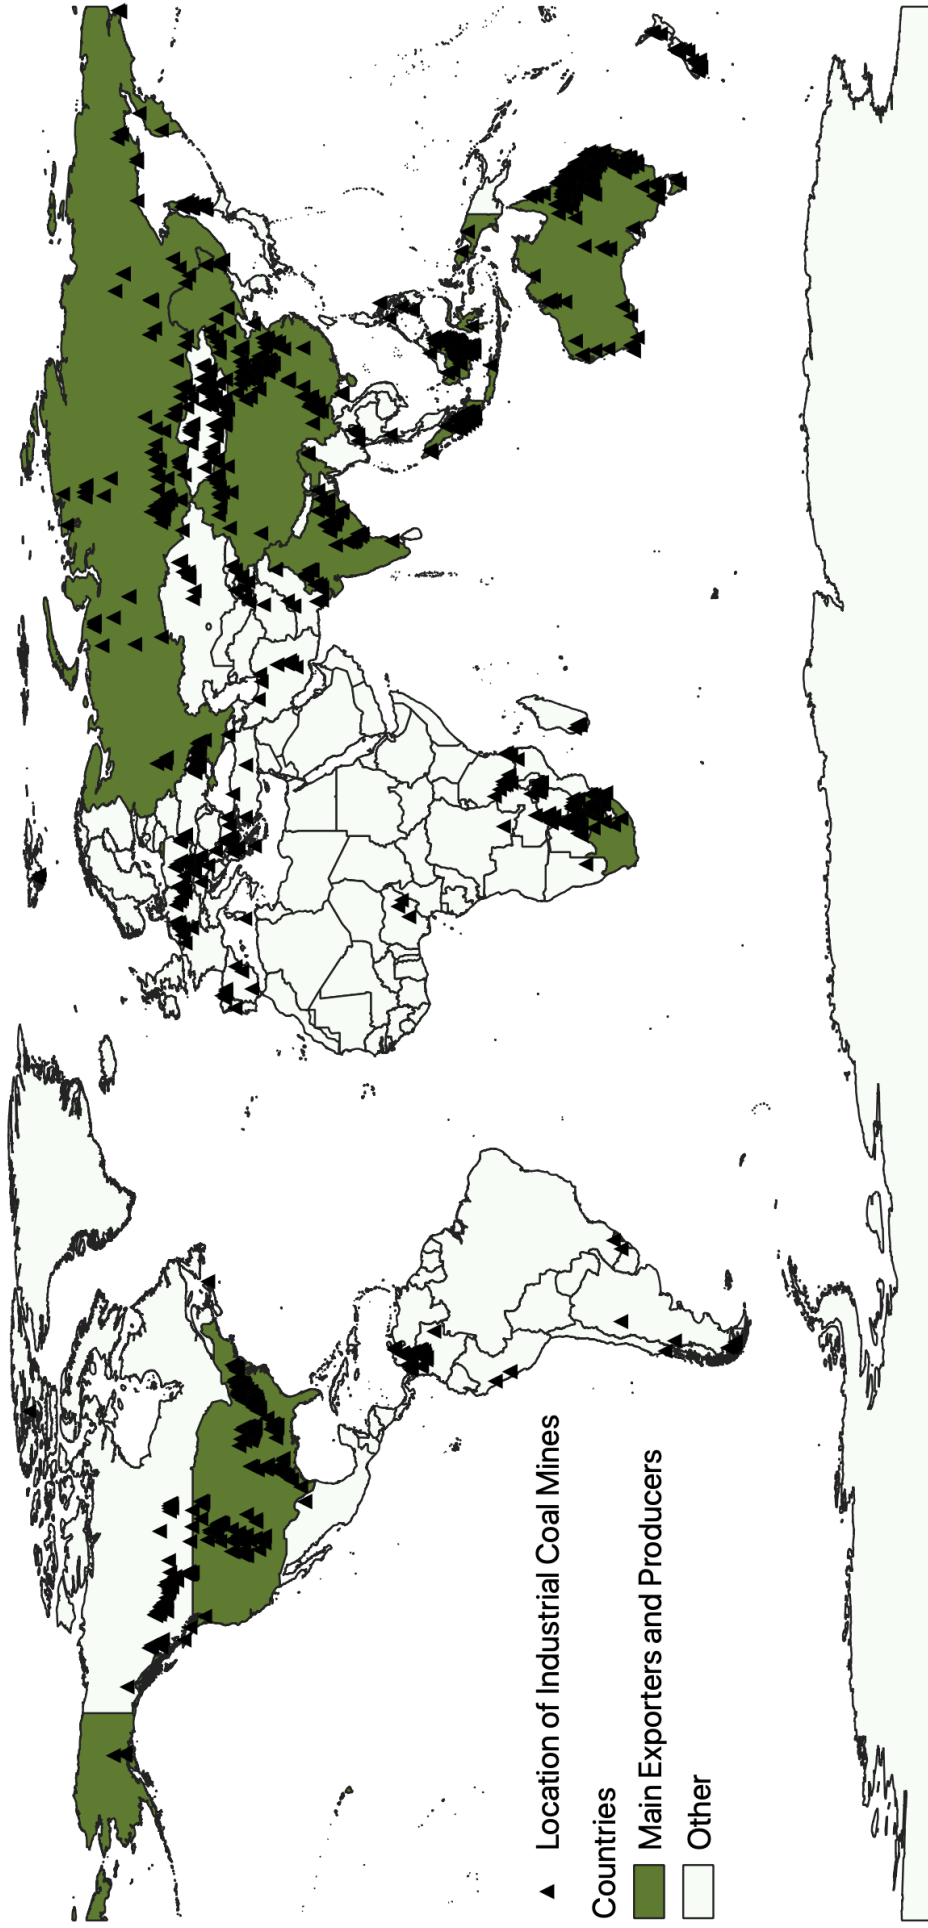 Location of Industrial Coal Mines
Countries
Main Exporters and Producers
Other